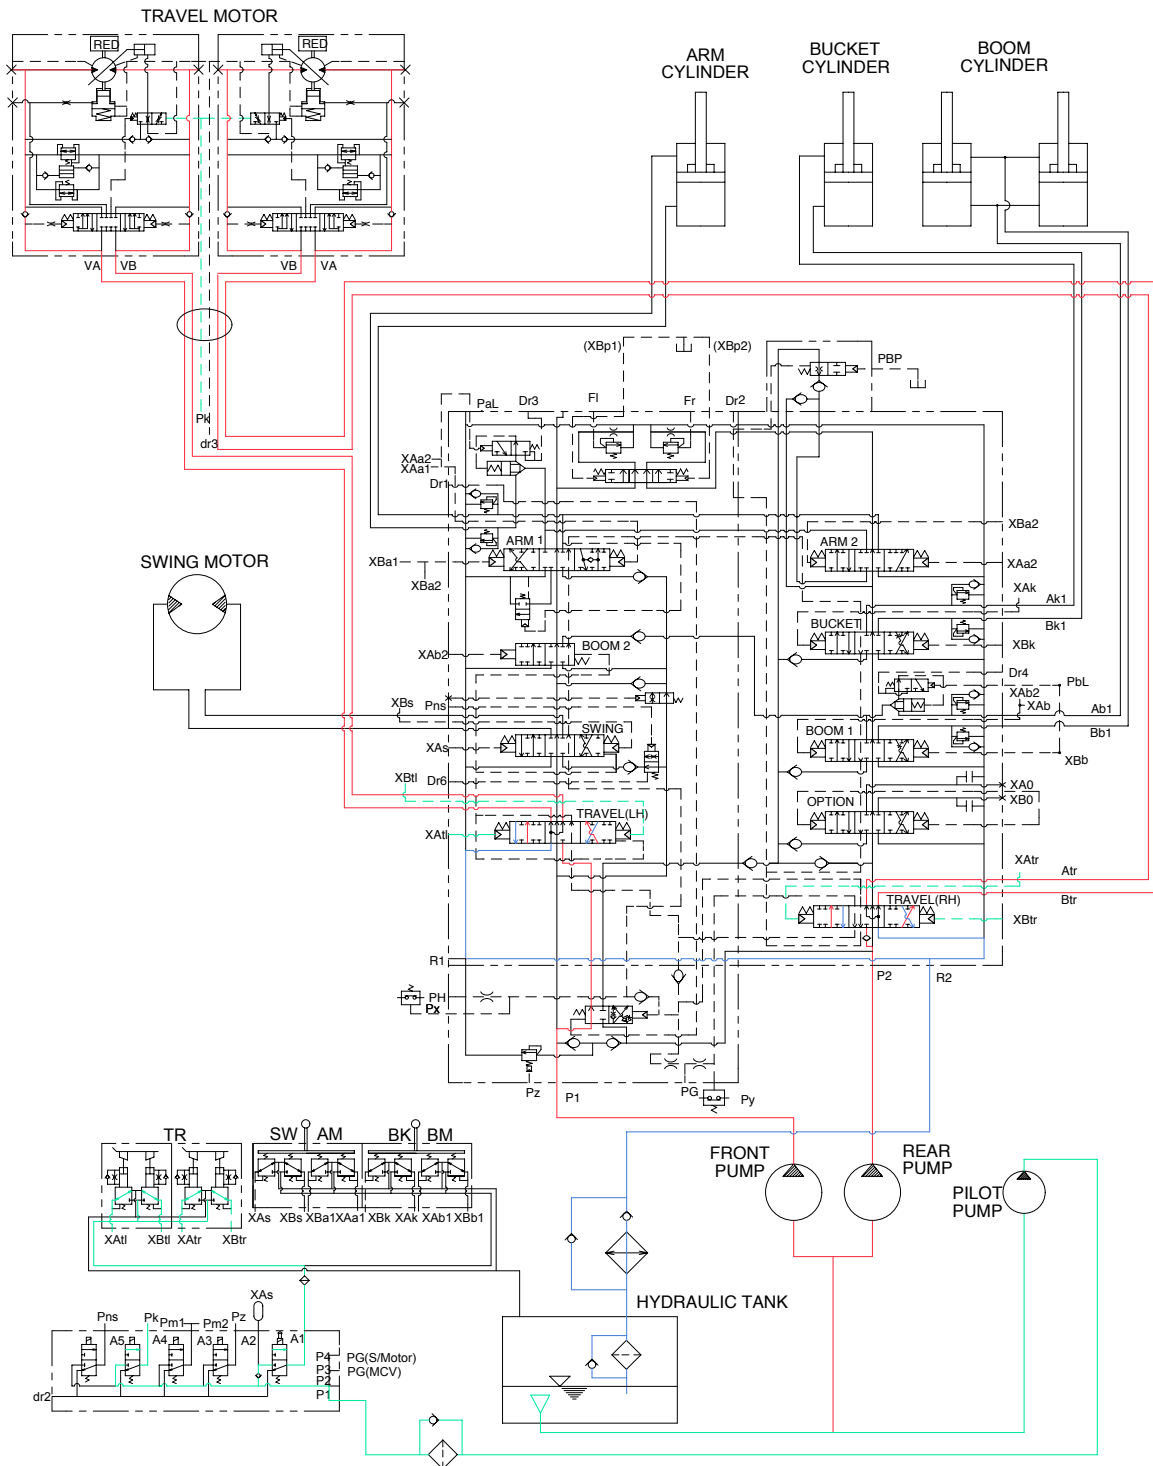 TRAVEL MOTOR
RED
RED
VA
VB
VB
VA
ARM
CYLINDER
BUCKET
CYLINDER
BOOM
CYLINDER
Pk
dr3
(XBp1)
(XBp2)
PBP
PaL
Dr3
Fl
Fr
Dr2
XAa2
XAa1
Dr1
ARM 1
ARM 2
XBa2
XBa1
XBa2
XAa2
XAk
Ak1
SWING MOTOR
BUCKET
Bk1
XAb2
BOOM 2
XBk
Dr4
PbL
XBs
Pns
XAb2
XAb
Ab1
SWING
BOOM 1
Bb1
XAs
XBb
XBtl
Dr6
XA0
XB0
TRAVEL(LH)
OPTION
XAtl
XAtr
Atr
TRAVEL(RH)
Btr
XBtr
R1
P2
R2
PH
Px
Pz
P1
PG
Py
TR
SW
AM
BK
BM
FRONT
PUMP
REAR
PUMP
PILOT
PUMP
XAtl
XBtl
XAtr
XBtr
XAs
XBs
XBa1
XAa1
XBk
XAk
XAb1
XBb1
HYDRAULIC TANK
XAs
Pns
Pk
Pm1
Pm2
Pz
A5
A4
A3
A2
A1
P4
PG(S/Motor)
P3
PG(MCV)
P2
P1
dr2